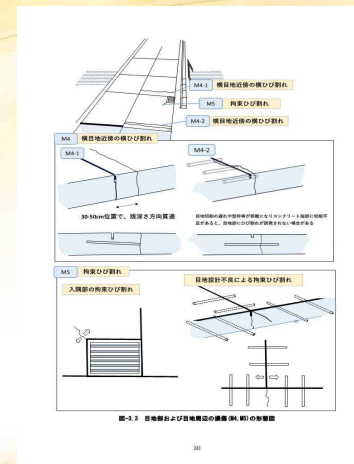 M4-1 横目地近傍の横ひび割れ
M5 拘束ひび割れ
M4-2 横目地近傍の横ひび割れ
M4 横目地近傍の横ひび割れ
M4-1
M4-2
30-50cm位置で、版深さ方向貫通
目地切削の遅れや型枠等が邪魔になりコンクリート端部に切削不
足があると、目地部にひび割れが誘発されない場合がある
M5 拘束ひび割れ
入隅部の拘束ひび割れ
目地設計不良による拘束ひび割れ
図-3.3 目地部および目地周辺の損傷(M4,M5)の形態図